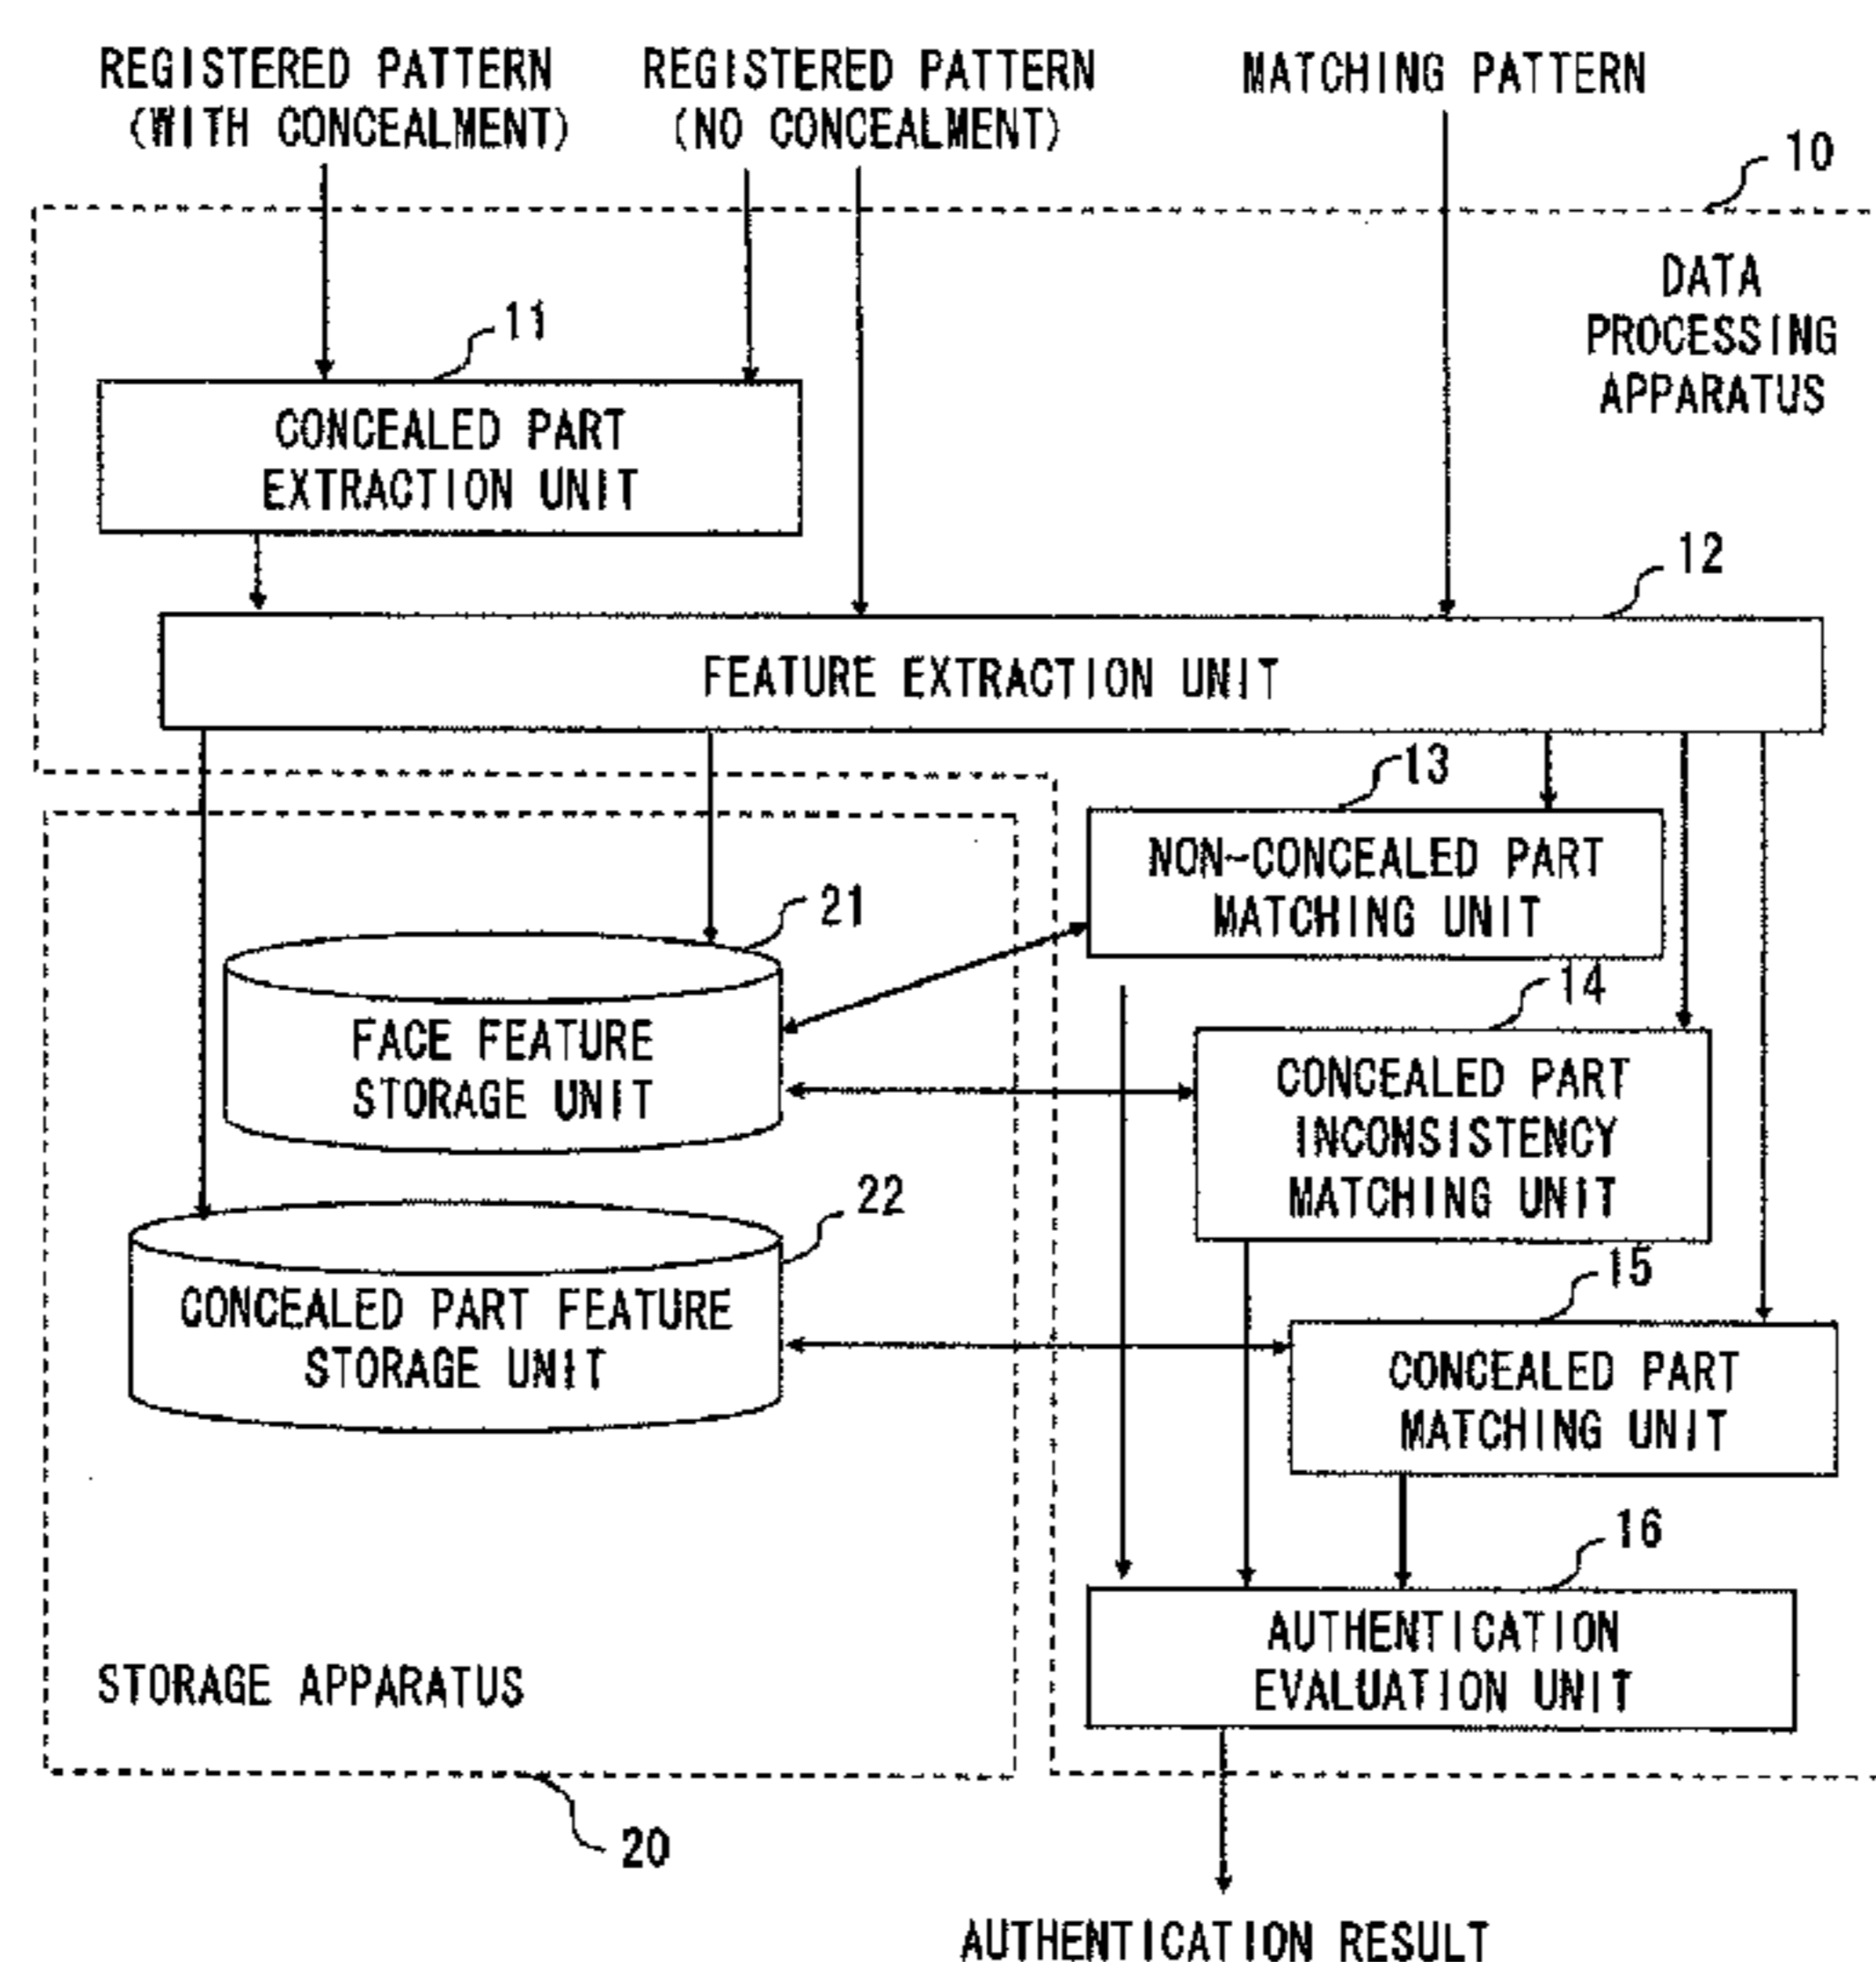 REGISTERED PATTERN
(WITH CONCEALMENT)
REGISTERED PATTERN
(NO CONCEALMENT)
MATCHING PATTERN
10
DATA
PROCESSING
APPARATUS
11
CONCEALED PART
EXTRACTION UNIT
12
FEATURE EXTRACTION UNIT
13
NON-CONCEALED PART
MATCHING UNIT
21
FACE FEATURE
STORAGE UNIT
14
CONCEALED PART
INCONSISTENCY
MATCHING UNIT
22
CONCEALED PART FEATURE
STORAGE UNIT
15
CONCEALED PART
MATCHING UNIT
16
AUTHENTICATION
EVALUATION UNIT
STORAGE APPARATUS
20
AUTHENTICATION RESULT